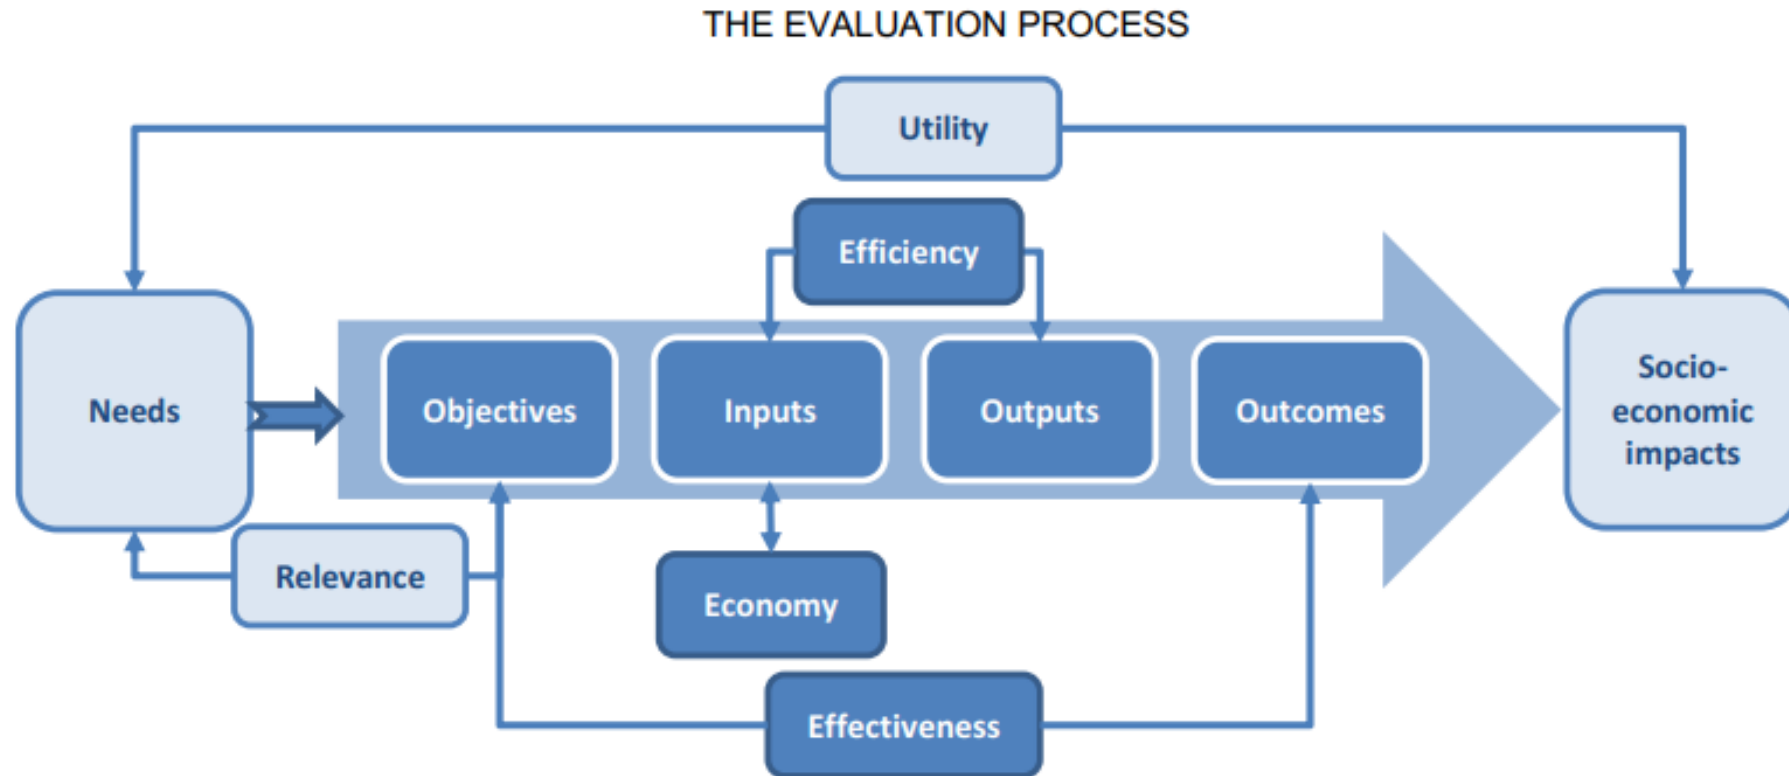 THE EVALUATION PROCESS
Utility
Efficiency
Needs
Objectives
Inputs
Outputs
Outcomes
Socio-
economic
impacts
Relevance
Economy
Effectiveness